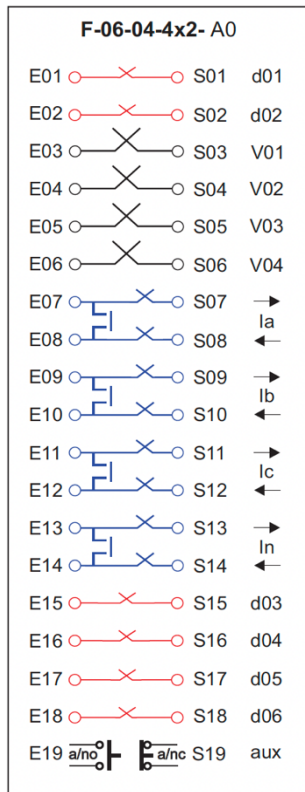 F-06-04-4x2- A0
E01 S01 d01
E02 S02 d02
E03 S03 V01
E04 S04 V02
E05 S05 V03
E06 S06 V04
E07 S07
Ia
E08 S08
E09 S09
Ib
E10 S10
E11 S11
Ic
E12 S12
E13 S13
In
E14 S14
E15 S15 d03
E16 S16 d04
E17 S17 d05
E18 S18 d06
E19 a/no a/nc S19 aux